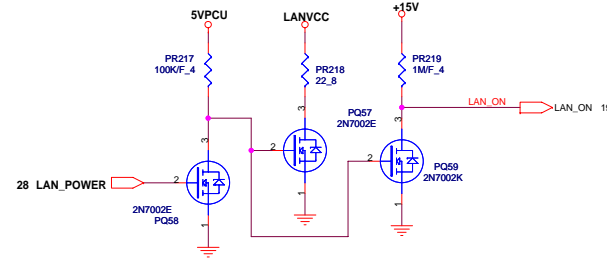 5VPCU
LANVCC
+15V
PR217
100K/F_4
PR218
22_8
PR219
1M/F_4
3
PQ57
2N7002E
LAN_ON
LAN_ON
3
2
3
2
PQ59
2N7002K
28 LAN_POWER
2
2N7002E
PQ58
1
1
1